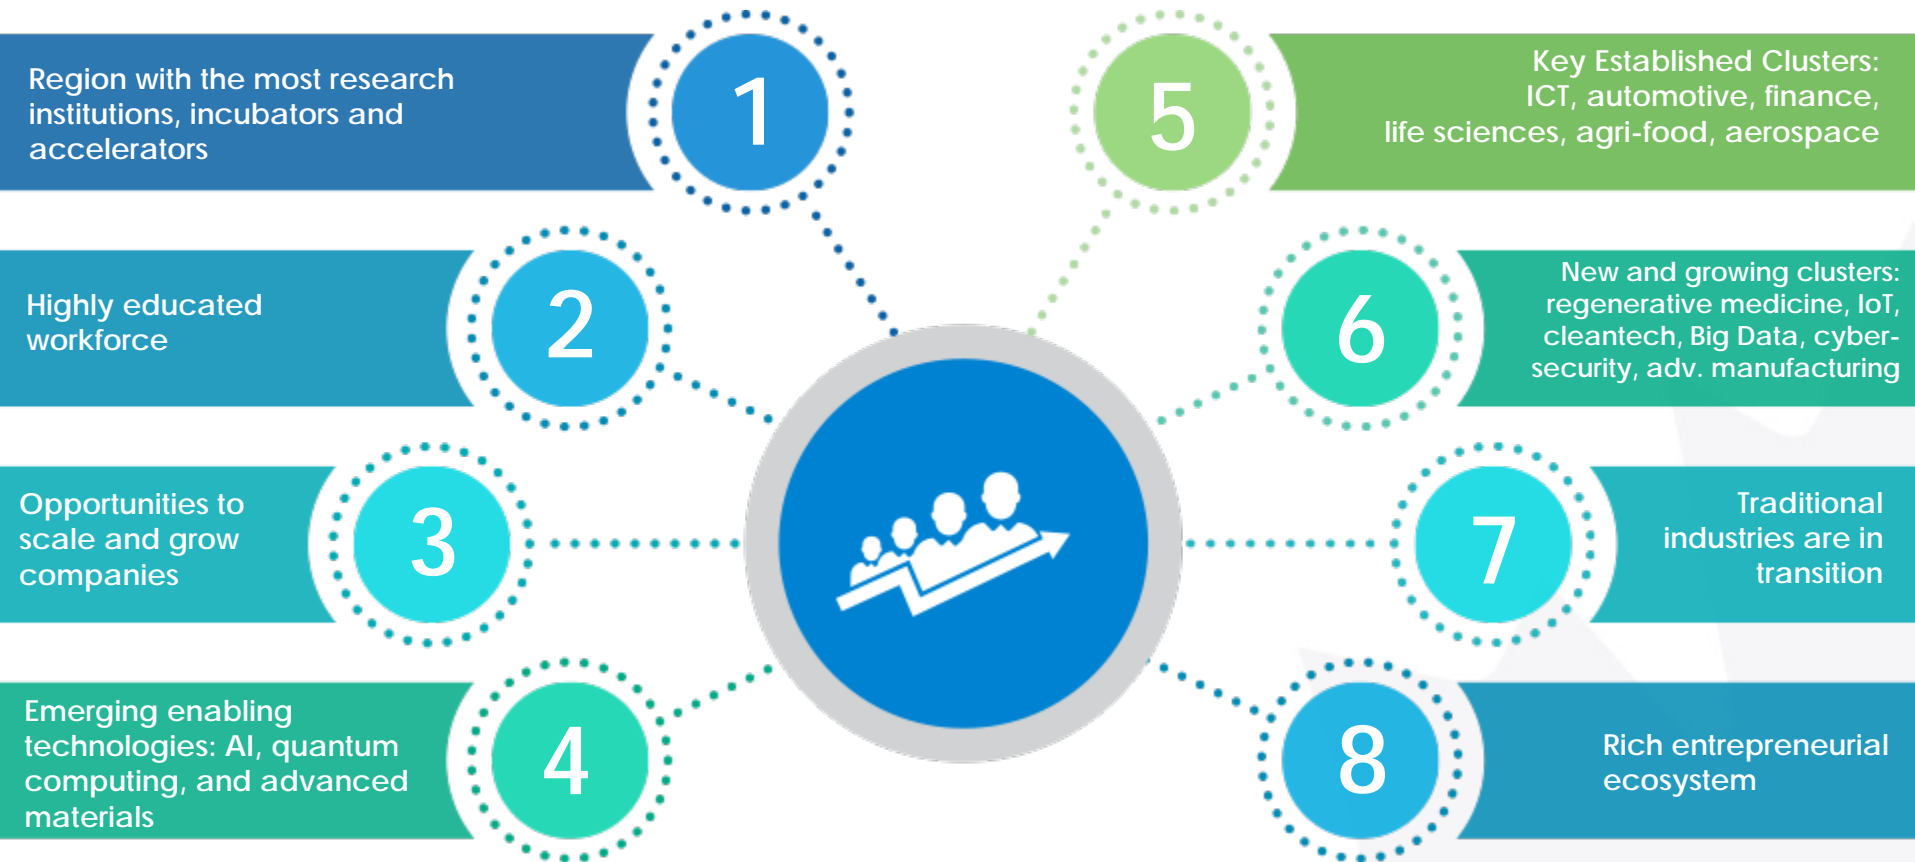 1
Region with the most research
institutions, incubators and
accelerators
2
Highly educated
workforce
3
Opportunities to
scale and grow
companies
4
Emerging enabling
technologies: AI, quantum
computing, and advanced
materials
5
Key Established Clusters:
ICT, automotive, finance,
life sciences, agri-food, aerospace
6
New and growing clusters:
regenerative medicine, IoT,
cleantech, Big Data, cyber-
security, adv. manufacturing
7
Traditional
industries are in
transition
8
Rich entrepreneurial
ecosystem